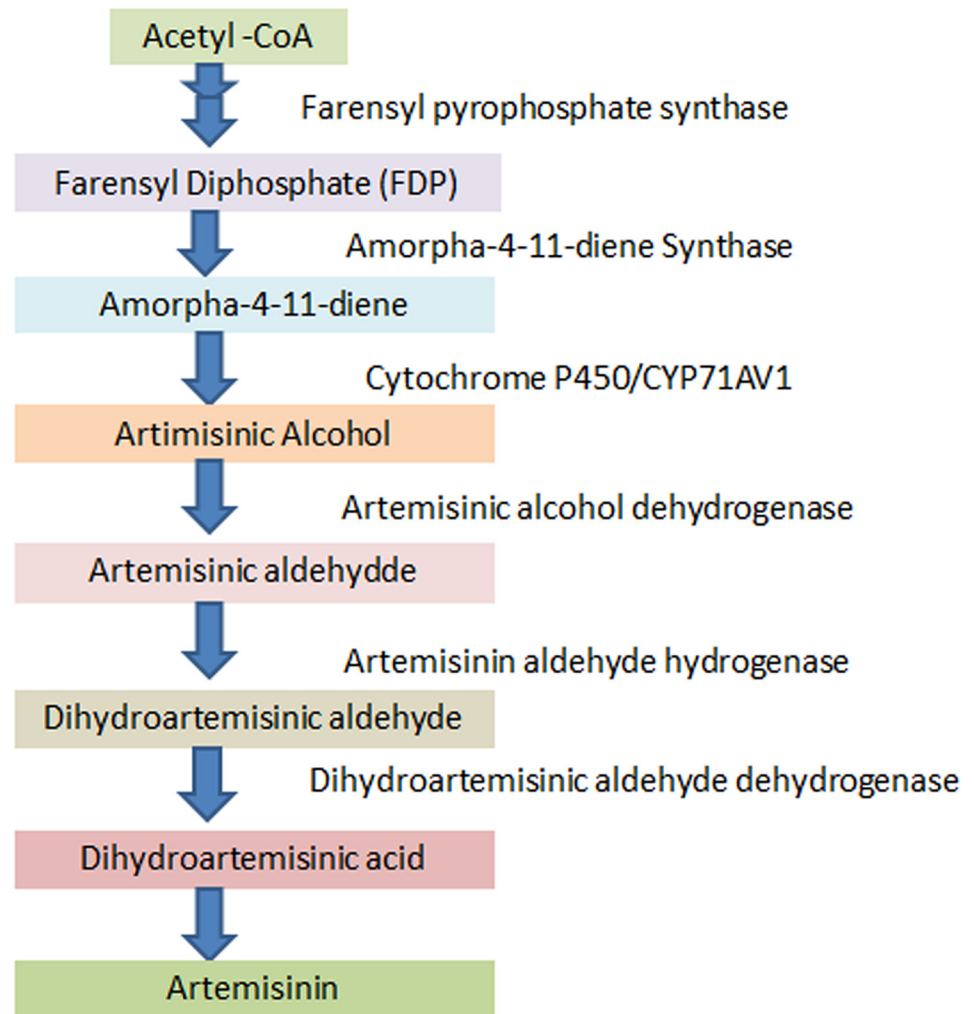 Acetyl -CoA
Farensyl pyrophosphate synthase
Farensyl Diphosphate (FDP)
Amorpha-4-11-diene Synthase
Amorpha-4-11-diene
Cytochrome P450/CYP71AV1
Artimisinic Alcohol
Artemisinic alcohol dehydrogenase
Artemisinic aldehydde
Artemisinin aldehyde hydrogenase
Dihydroartemisinic aldehyde
Dihydroartemisinic aldehyde dehydrogenase
Dihydroartemisinic acid
Artemisinin